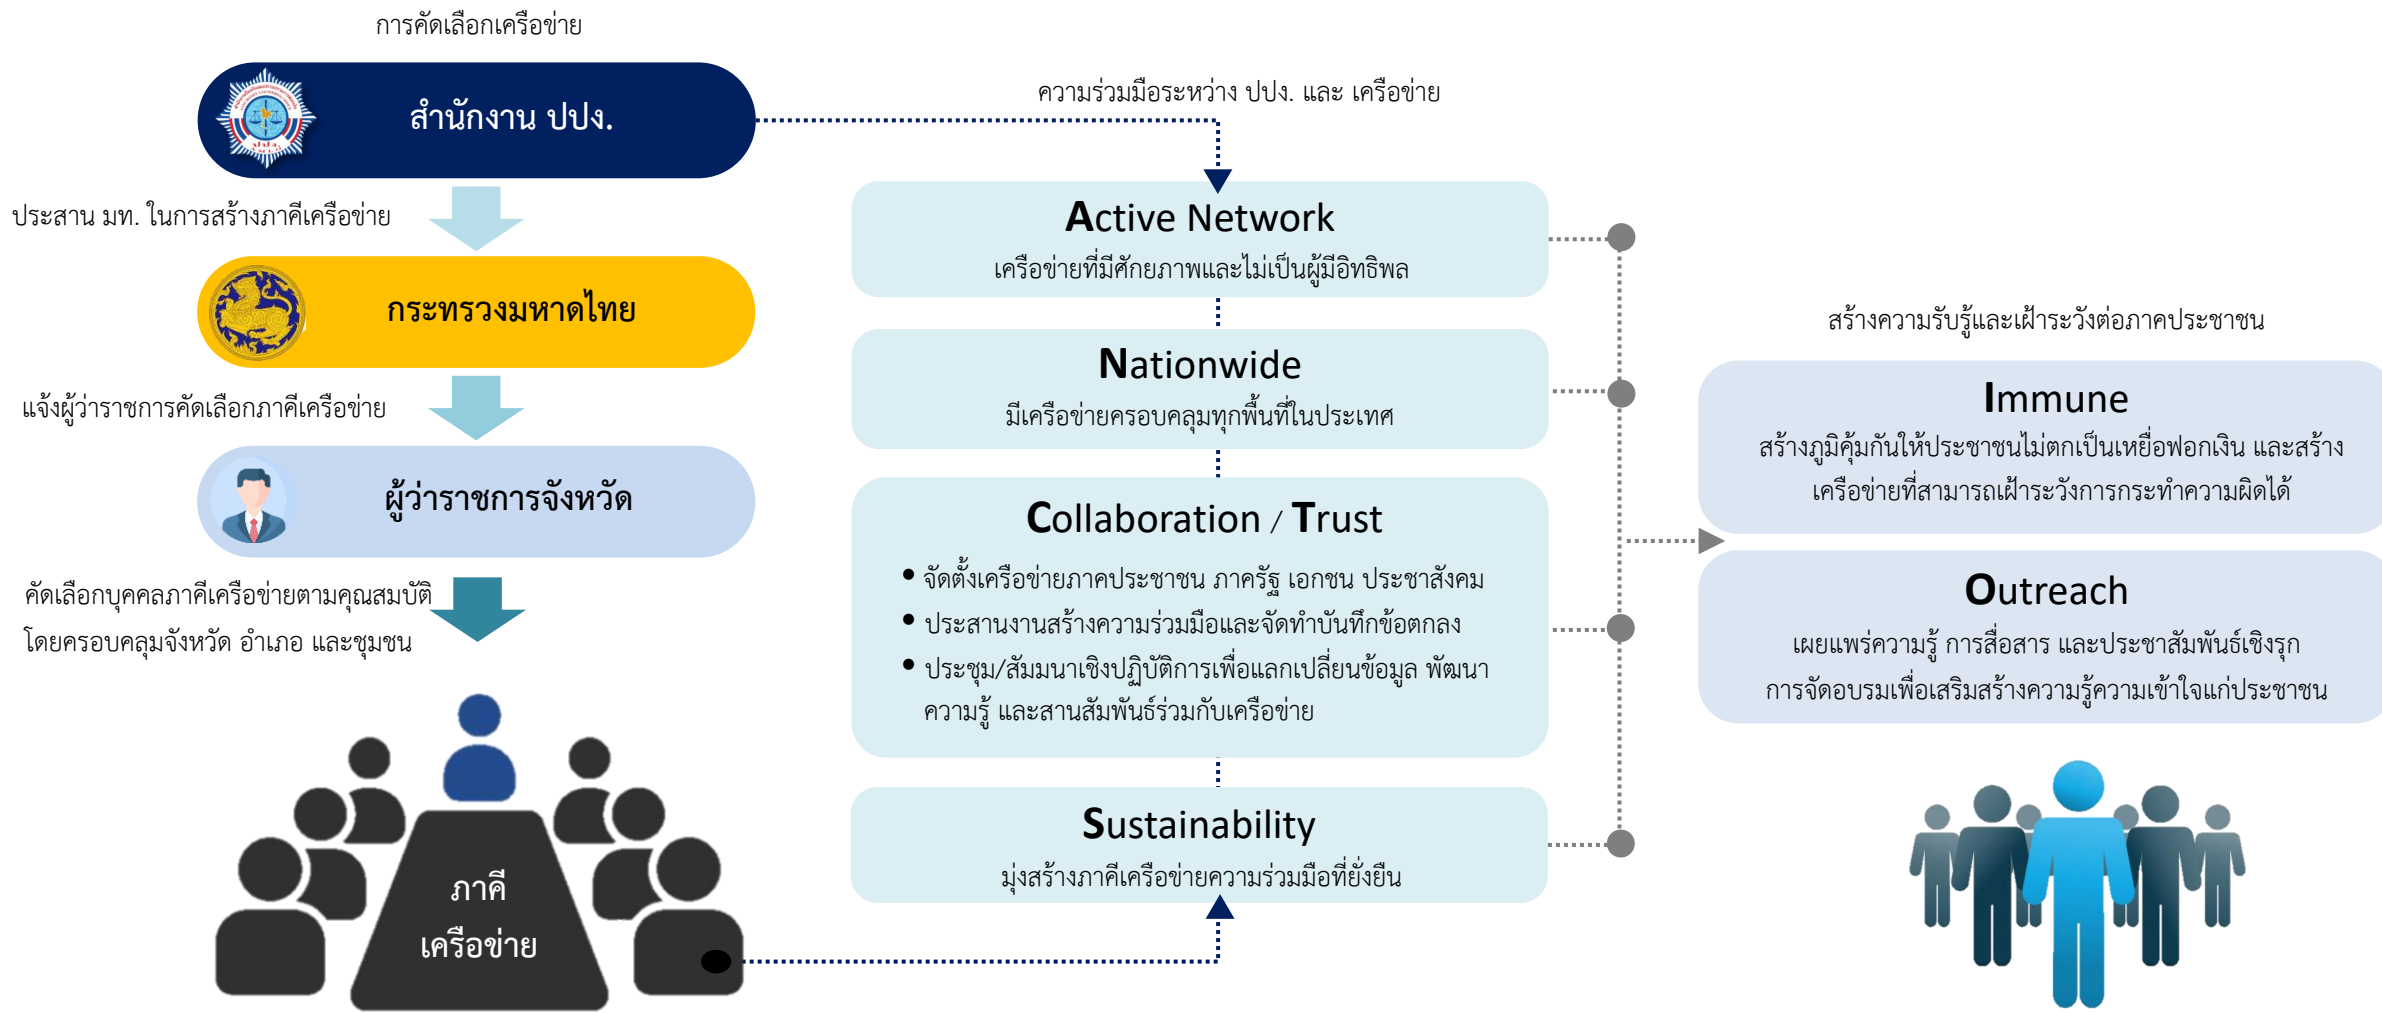 การคัดเลือกเครือข่าย
สำนักงาน ปปง.
ประสาน มท. ในการสร้างภาคีเครือข่าย
กระทรวงมหาดไทย
แจ้งผู้ว่าราชการคัดเลือกภาคีเครือข่าย
ผู้ว่าราชการจังหวัด
คัดเลือกบุคคลภาคีเครือข่ายตามคุณสมบัติ
โดยครอบคลุมจังหวัด อำเภอ และชุมชน
ภาคี
เครือข่าย
ความร่วมมือระหว่าง ปปง. และ เครือข่าย
Active Network
เครือข่ายที่มีศักยภาพและไม่เป็นผู้มีอิทธิพล
Nationwide
มีเครือข่ายครอบคลุมทุกพื้นที่ในประเทศ
Collaboration / Trust
• จัดตั้งเครือข่ายภาคประชาชน ภาครัฐ เอกชน ประชาสังคม
• ประสานงานสร้างความร่วมมือและจัดทำบันทึกข้อตกลง
• ประชุม/สัมมนาเชิงปฏิบัติการเพื่อแลกเปลี่ยนข้อมูล พัฒนา
ความรู้ และสานสัมพันธ์ร่วมกับเครือข่าย
Sustainability
มุ่งสร้างภาคีเครือข่ายความร่วมมือที่ยั่งยืน
สร้างความรับรู้และเฝ้าระวังต่อภาคประชาชน
Immune
สร้างภูมิคุ้มกันให้ประชาชนไม่ตกเป็นเหยื่อฟอกเงิน และสร้าง
เครือข่ายที่สามารถเฝ้าระวังการกระทำความผิดได้
Outreach
เผยแพร่ความรู้ การสื่อสาร และประชาสัมพันธ์เชิงรุก
การจัดอบรมเพื่อเสริมสร้างความรู้ความเข้าใจแก่ประชาชน